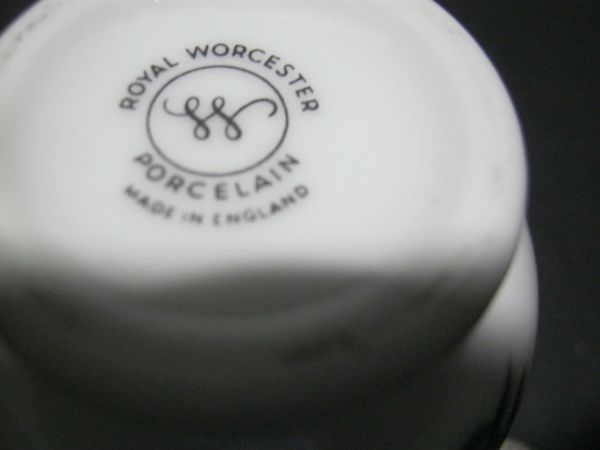 ROYAL WORCESTER
PORCELAIN
MADE IN ENGLAND